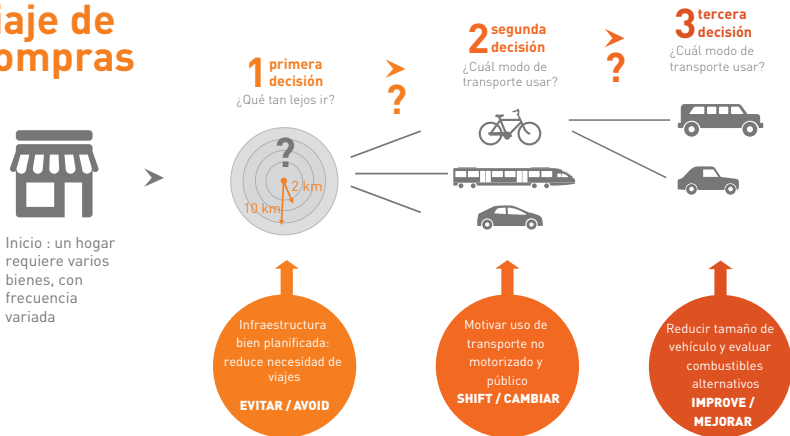 iaje de
ompras
1 primera
decisión
¿Qué tan lejos ir?
?
2 km
10 km
?
2 segunda
decisión
¿Cuál modo de
transporte usar?
?
3 tercera
decisión
¿Cuál modo de
transporte usar?
Inicio : un hogar
requiere varios
bienes, con
frecuencia
variada
Infraestructura
bien planificada:
reduce necesidad de
viajes
EVITAR / AVOID
Motivar uso de
transporte no
motorizado y
público
SHIFT / CAMBIAR
Reducir tamaño de
vehículo y evaluar
combustibles
alternativos
IMPROVE /
MEJORAR